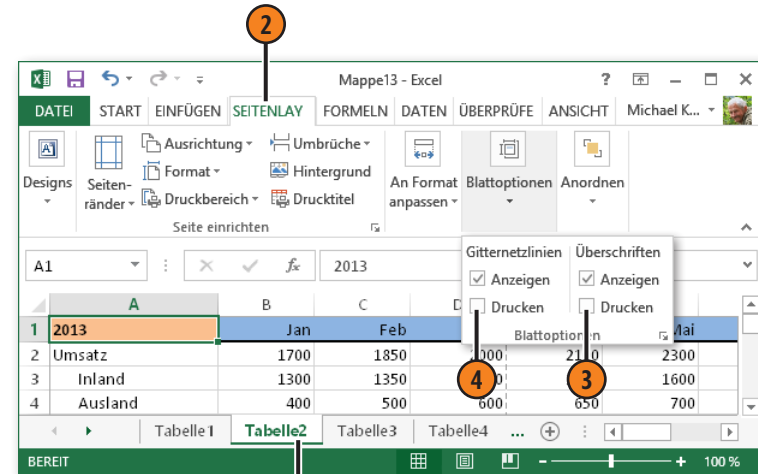 2
Mappe13 - Excel
?
DATEI START EINFÜGEN SEITENLAY FORMELN DATEN ÜBERPRÜFE ANSICHT Michael K...
Designs
Seiten-
ränder
Ausrichtung
Format
Druckbereich
Umbrüche
Hintergrund
Drucktitel
An Format
anpassen
Blattoptionen
Anordnen
Seite einrichten
Gitternetzlinien Überschriften
Anzeigen Anzeigen
Drucken Drucken
Blattoptionen
A1 fx 2013
A B C D
1 2013 Jan Feb Mai
2 Umsatz 1700 1850 2000 2300
3 Inland 1300 1350 1600
4 Ausland 400 500 600 650 700
4 3
Tabelle1 Tabelle2 Tabelle3 Tabelle4 ...
BEREIT 100 %